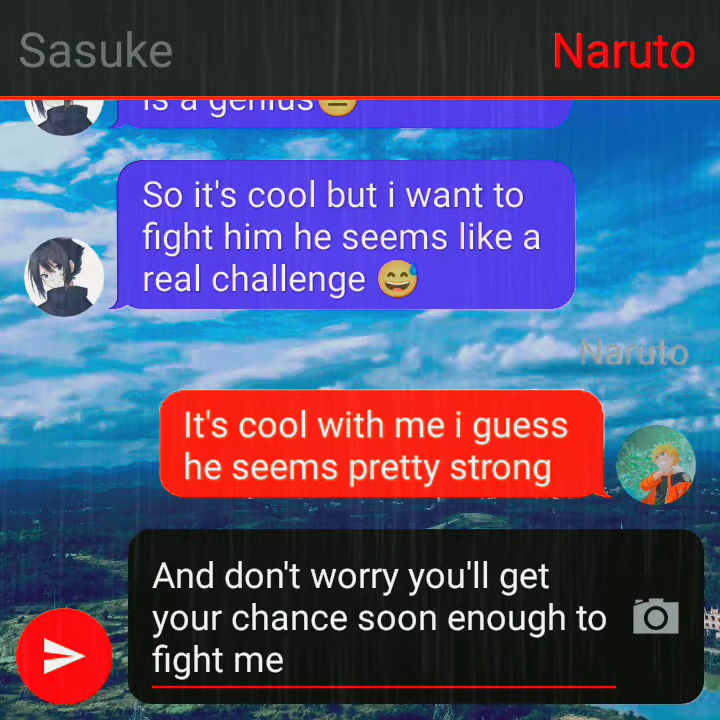 Sasuke
Naruto
is a genius😑
So it's cool but i want to
fight him he seems like a
real challenge 😅
Naruto
It's cool with me i guess
he seems pretty strong
And don't worry you'll get
your chance soon enough to
fight me